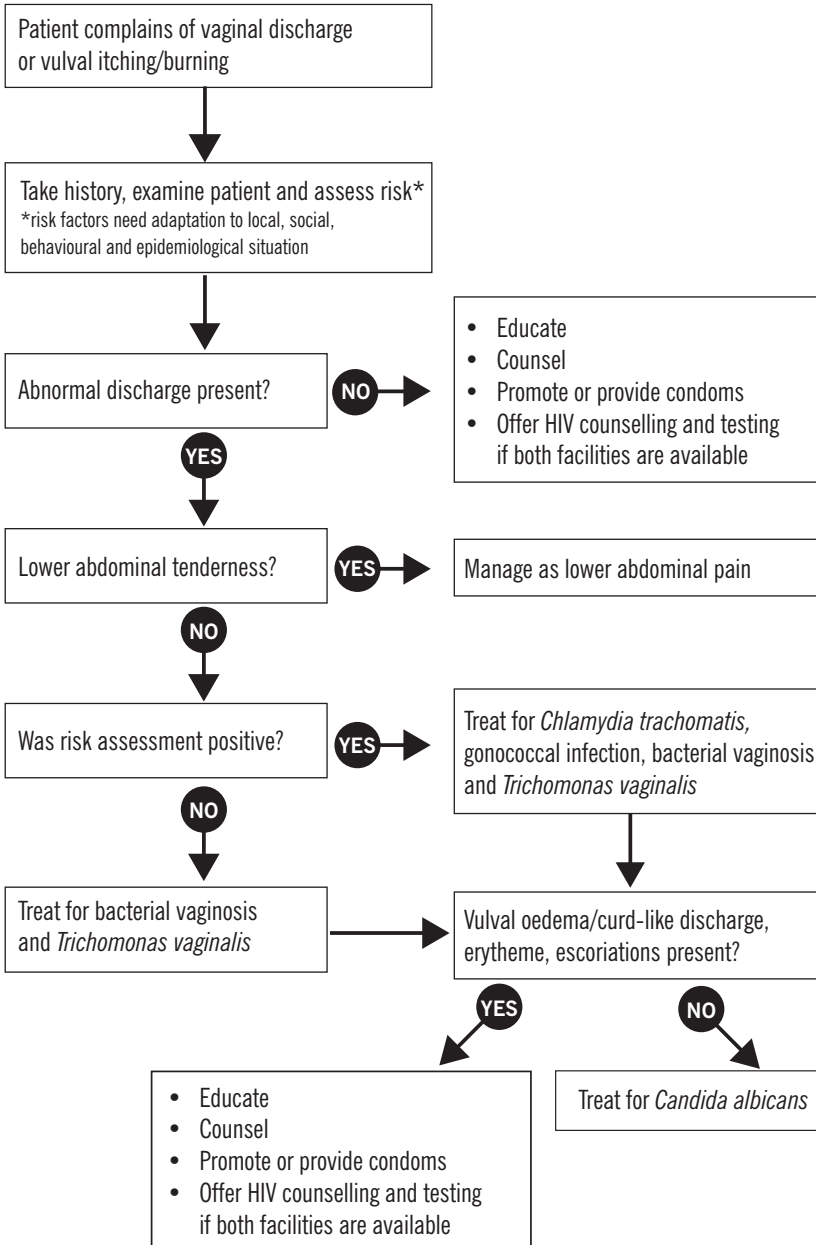 Patient complains of vaginal discharge
or vulval itching/burning
Take history, examine patient and assess risk*
*risk factors need adaptation to local, social,
behavioural and epidemiological situation
Abnormal discharge present?
NO
• Educate
• Counsel
• Promote or provide condoms
• Offer HIV counselling and testing
if both facilities are available
YES
Lower abdominal tenderness?
YES
Manage as lower abdominal pain
NO
Was risk assessment positive?
YES
Treat for Chlamydia trachomatis,
gonococcal infection, bacterial vaginosis
and Trichomonas vaginalis
NO
Treat for bacterial vaginosis
and Trichomonas vaginalis
Vulval oedema/curd-like discharge,
erytheme, escoriations present?
YES
NO
• Educate
• Counsel
• Promote or provide condoms
• Offer HIV counselling and testing
if both facilities are available
Treat for Candida albicans